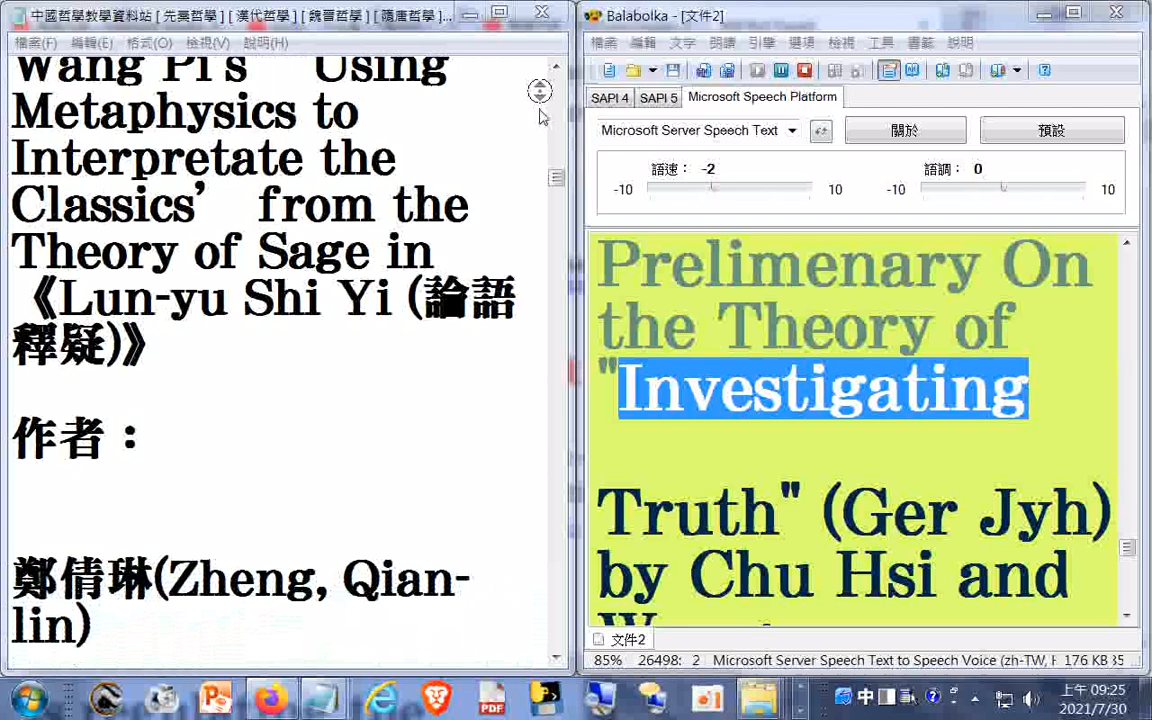 中國哲學教學資料站 [ 先秦哲學 ] [ 漢代哲學 ] [ 魏晉哲學 ] [ 隋唐哲學 ]...
檔案(F) 編輯(E) 格式(O) 檢視(V) 說明(H)
Wang Pi's Using
Metaphysics to
Interpretate the
Classics’ from the
Theory of Sage in
《Lun-yu Shi Yi (論語
釋疑)》
作者：
鄭倩琳(Zheng, Qian-
lin)
Balabolka - [文件2]
檔案 編輯 文字 朗讀 引擎 選項 檢視 工具 書籤 說明
SAPI 4 SAPI 5 Microsoft Speech Platform
Microsoft Server Speech Text 關於 預設
語速： -2 語調： 0
-10 10 -10 10
Prelimenary On
the Theory of
"Investigating
Truth" (Ger Jyh)
by Chu Hsi and
文件2
85% 26498: 2 Microsoft Server Speech Text to Speech Voice (zh-TW, H 176 KB
PDF
中
上午 09:25
2021/7/30